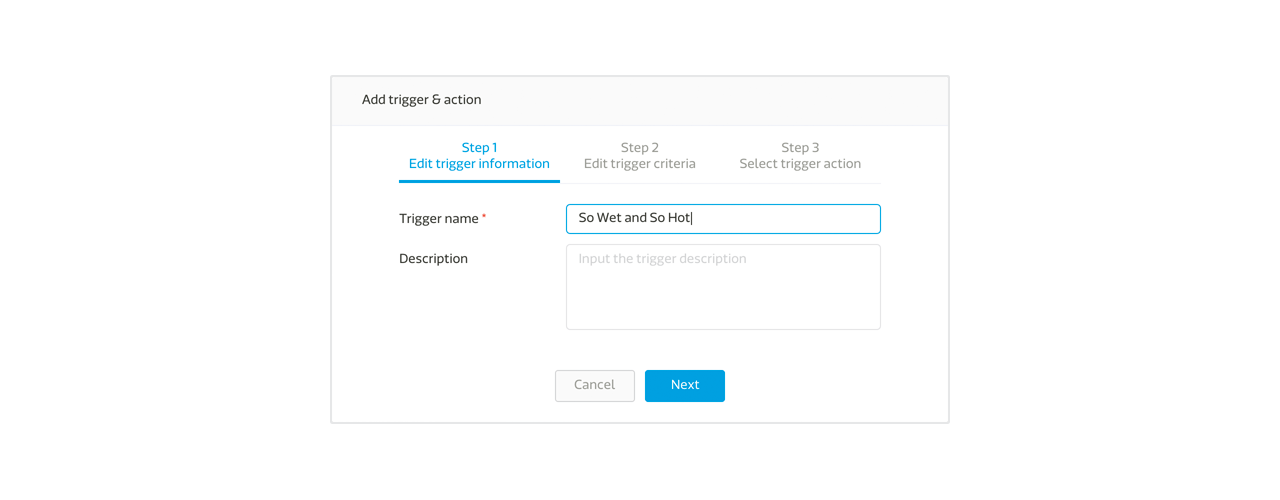 Add trigger & action
Step 1
Edit trigger information
Step 2
Edit trigger criteria
Step 3
Select trigger action
Trigger name *
So Wet and So Hot
Description
Input the trigger description
Cancel
Next